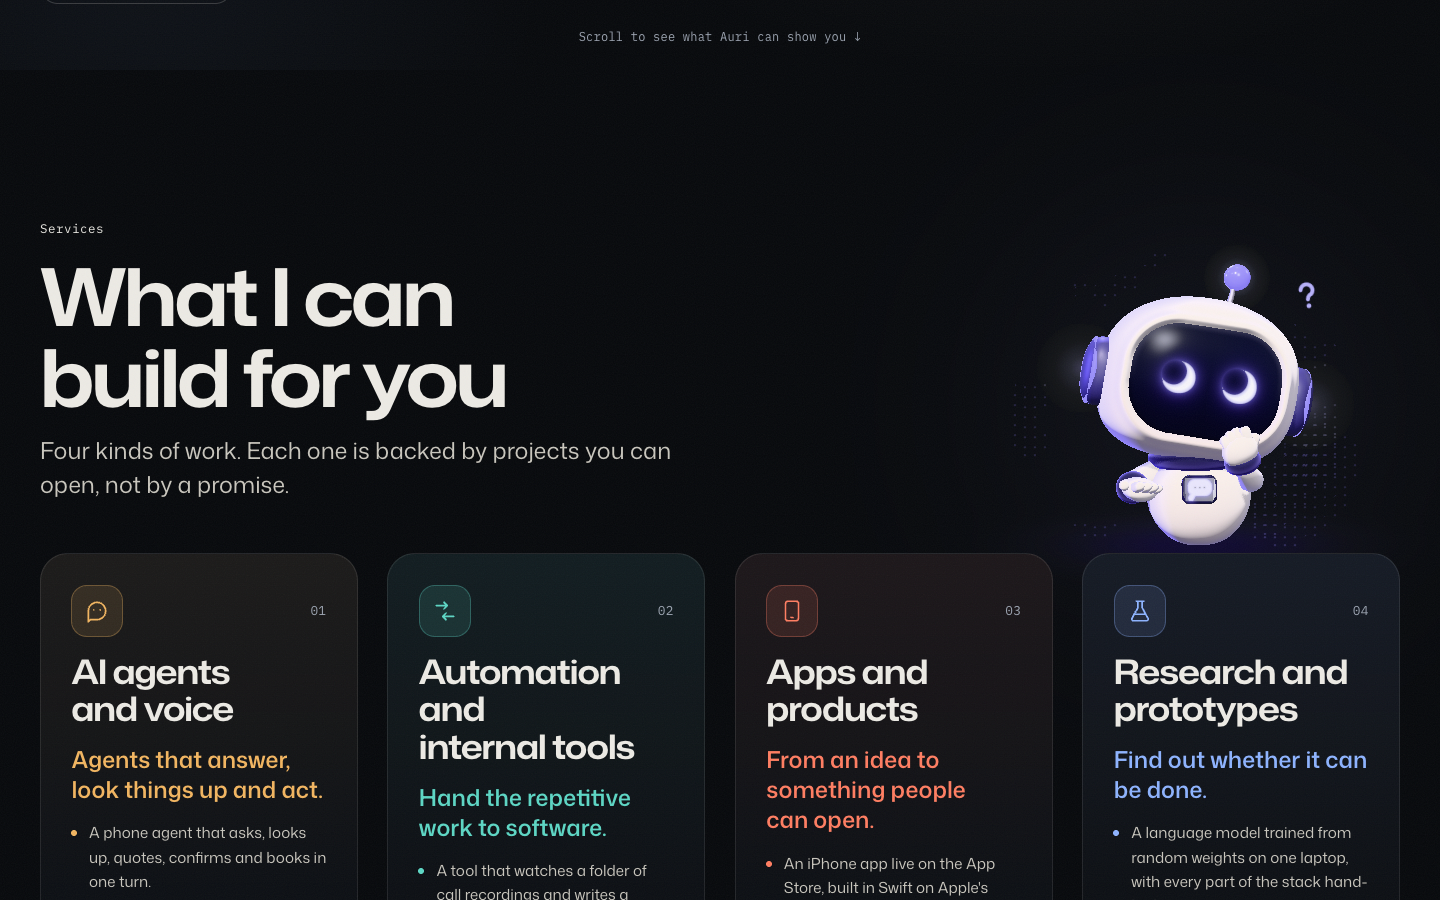 Scroll to see what Auri can show you ↓
Services
What I can
build for you
Four kinds of work. Each one is backed by projects you can
open, not by a promise.
?
01
AI agents
and voice
Agents that answer,
look things up and act.
A phone agent that asks, looks
up, quotes, confirms and books in
one turn.
02
Automation
and
internal tools
Hand the repetitive
work to software.
A tool that watches a folder of
call recordings and writes a
03
Apps and
products
From an idea to
something people
can open.
An iPhone app live on the App
Store, built in Swift on Apple's
04
Research and
prototypes
Find out whether it can
be done.
A language model trained from
random weights on one laptop,
with every part of the stack hand-